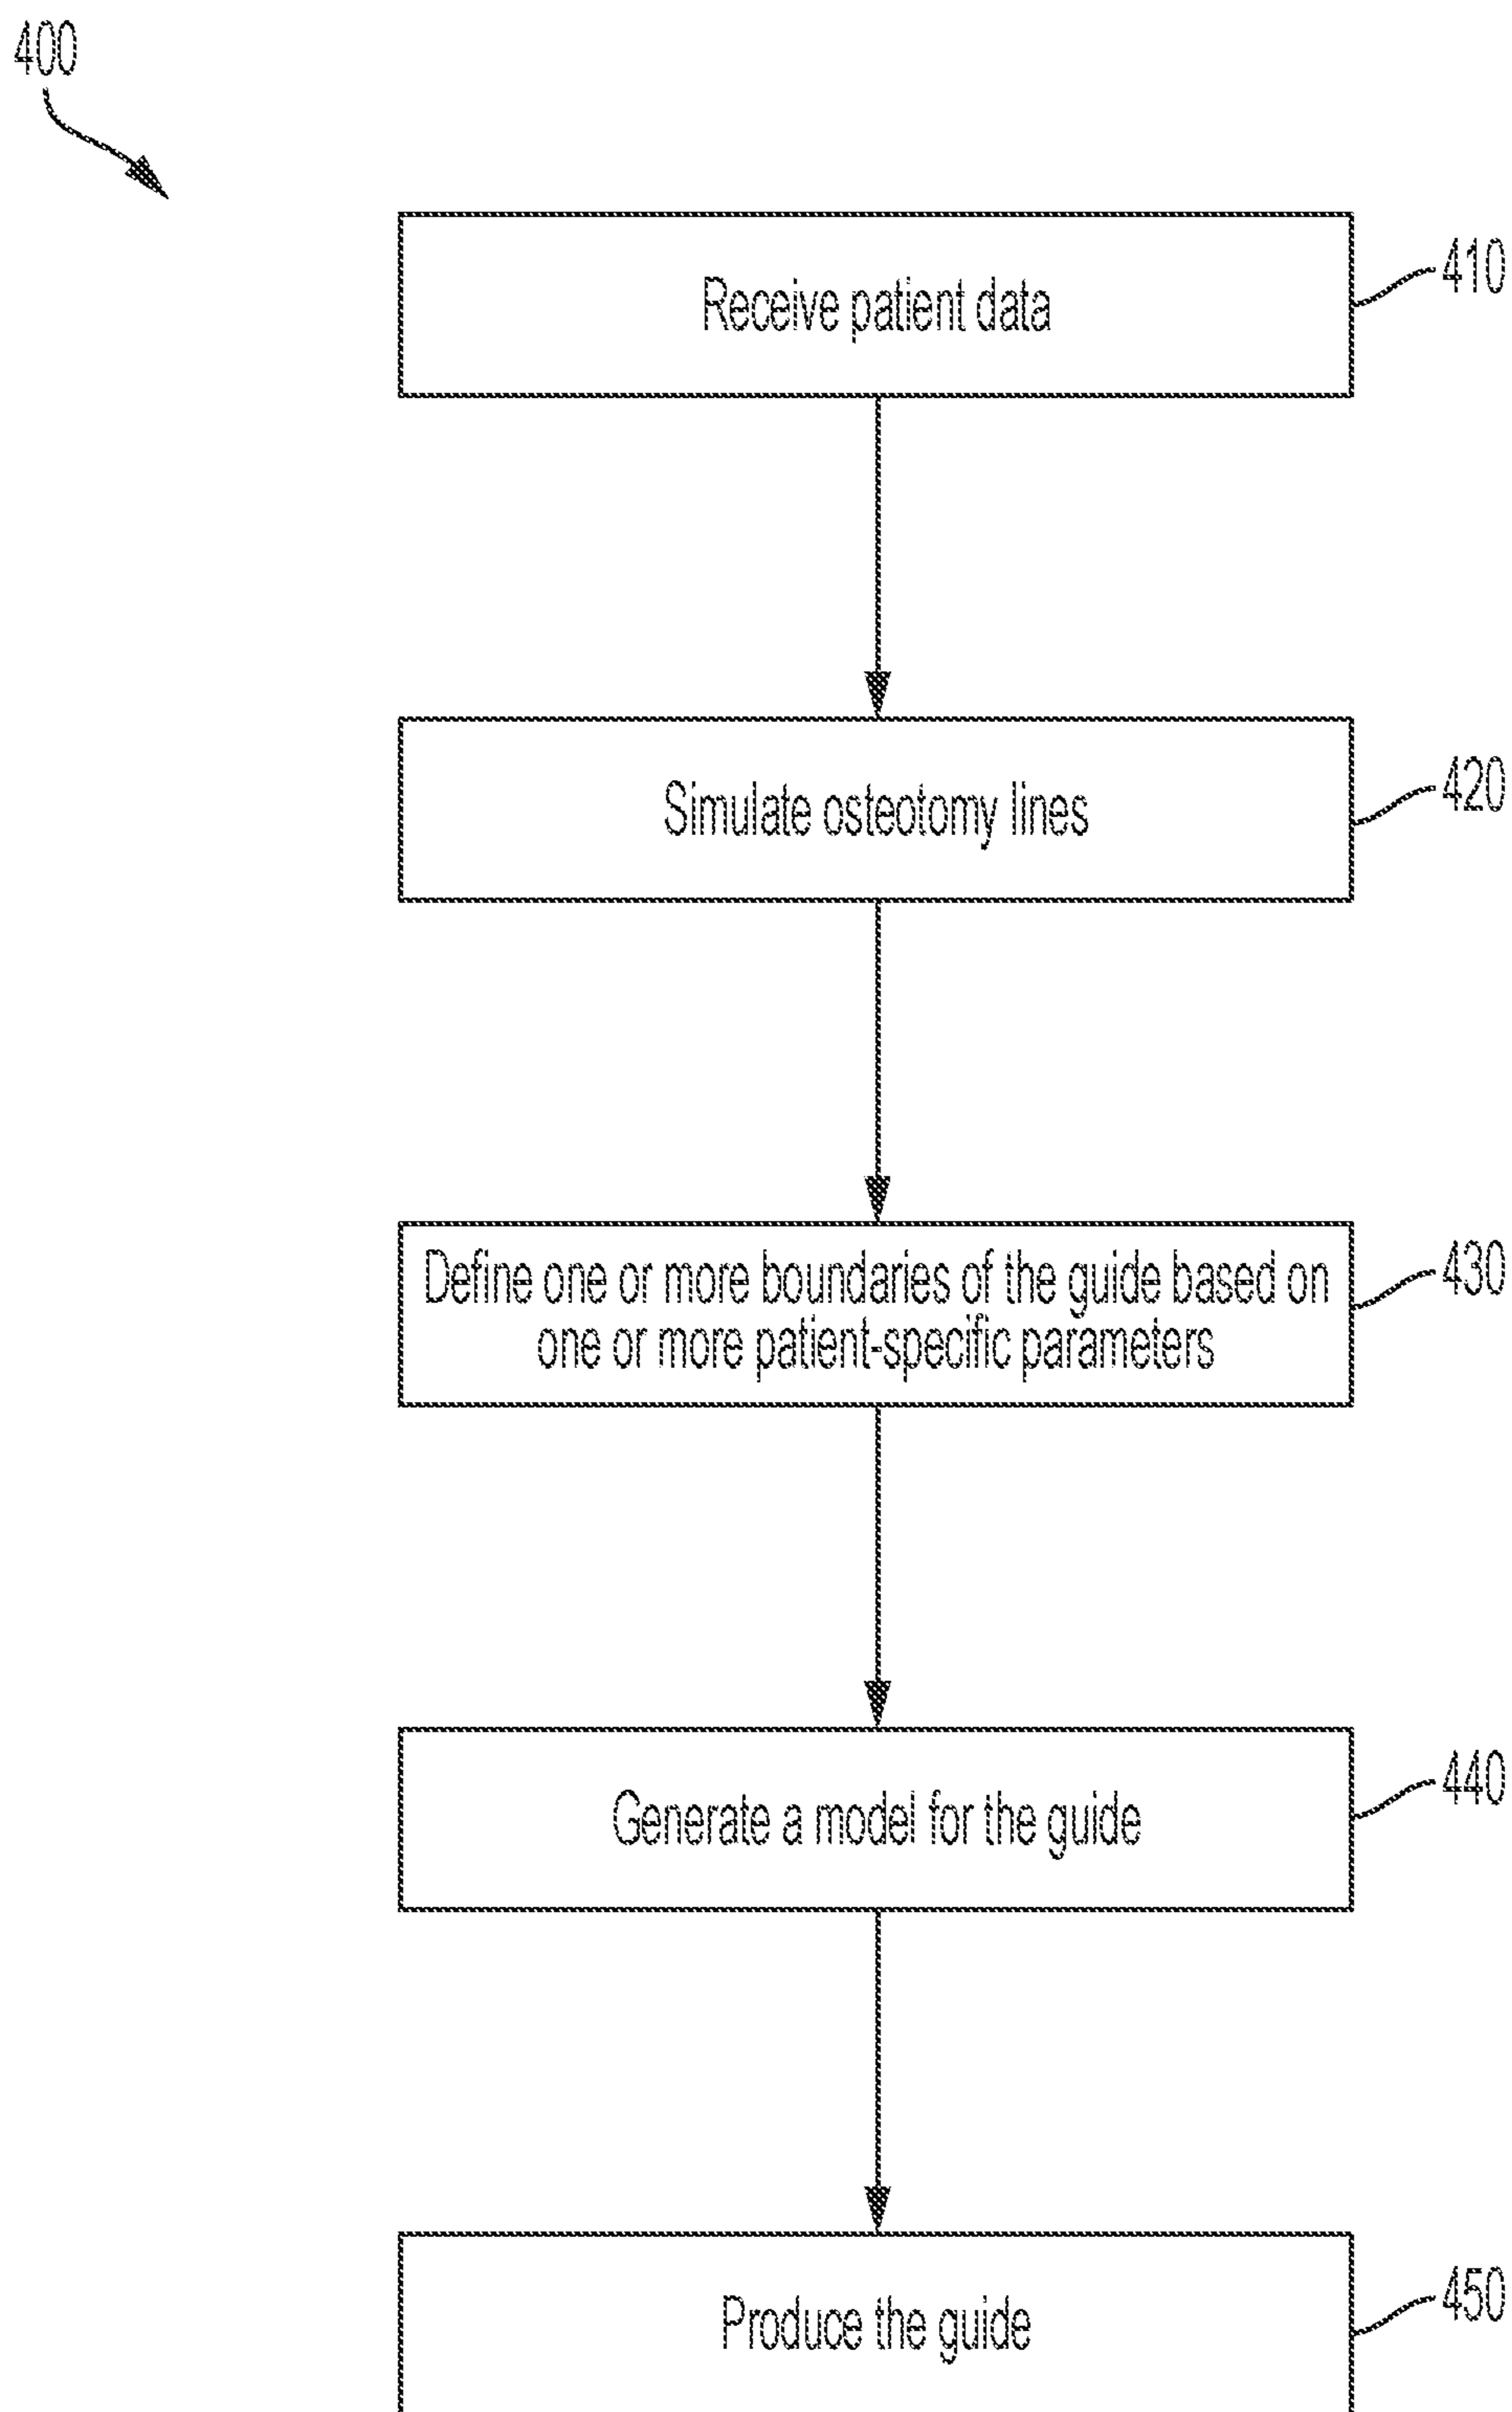 400
Receive patient data
410
Simulate osteotomy lines
420
Define one or more boundaries of the guide based on
one or more patient-specific parameters
430
Generate a model for the guide
440
Produce the guide
450